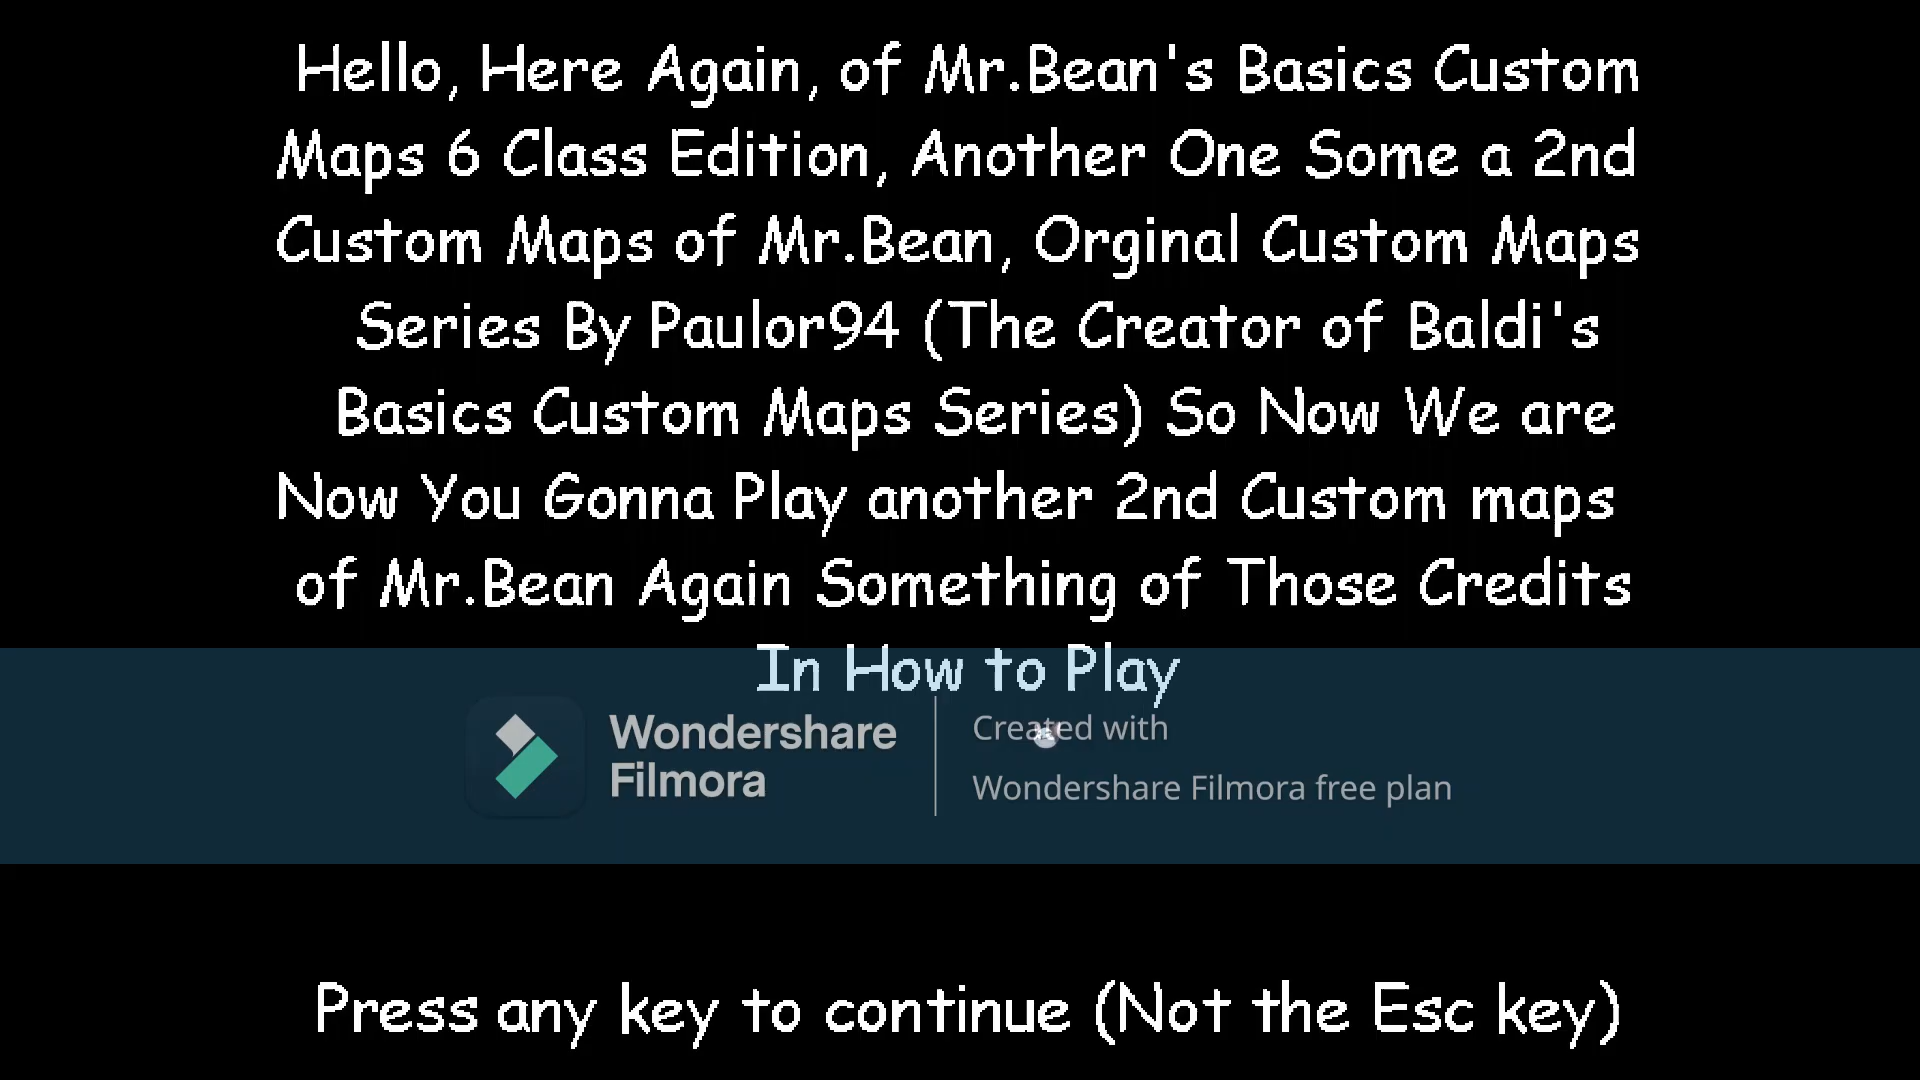 Hello, Here Again, of Mr.Bean's Basics Custom
Maps 6 Class Edition, Another One Some a 2nd
Custom Maps of Mr.Bean, Orginal Custom Maps
Series By Paulor94 (The Creator of Baldi's
Basics Custom Maps Series) So Now We are
Now You Gonna Play another 2nd Custom maps
of Mr.Bean Again Something of Those Credits
In How to Play
Wondershare
Filmora
Created with
Wondershare Filmora free plan
Press any key to continue (Not the Esc key)